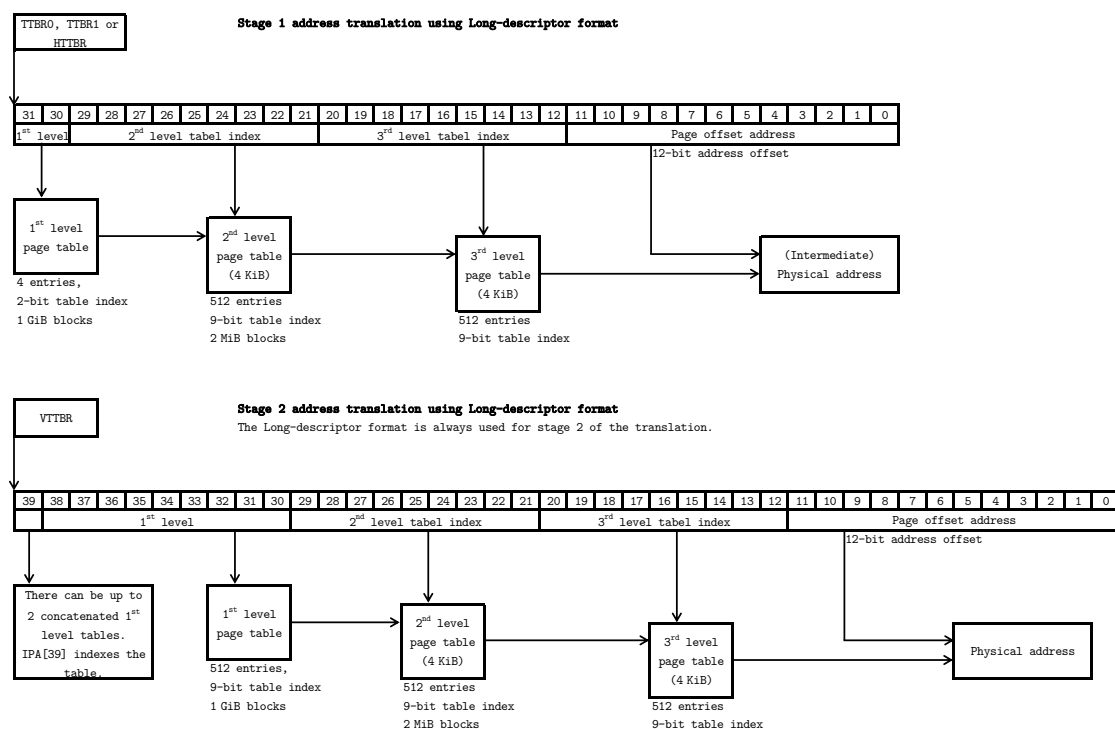 TTBR0, TTBR1 or
HTTBR
Stage 1 address translation using Long-descriptor format
31 30 29 28 27 26 25 24 23 22 21 20 19 18 17 16 15 14 13 12 11 10 9 8 7 6 5 4 3 2 1 0
1st level 2nd level tabel index 3rd level tabel index Page offset address
12-bit address offset
1st level
page table
4 entries,
2-bit table index
1 GiB blocks
2nd level
page table
(4 KiB)
512 entries
9-bit table index
2 MiB blocks
3rd level
page table
(4 KiB)
512 entries
9-bit table index
(Intermediate)
Physical address
VTTBR
Stage 2 address translation using Long-descriptor format
The Long-descriptor format is always used for stage 2 of the translation.
39 38 37 36 35 34 33 32 31 30 29 28 27 26 25 24 23 22 21 20 19 18 17 16 15 14 13 12 11 10 9 8 7 6 5 4 3 2 1 0
1st level 2nd level tabel index 3rd level tabel index Page offset address
12-bit address offset
There can be up to
2 concatenated 1st
level tables.
IPA[39] indexes the
table.
1st level
page table
512 entries,
9-bit table index
1 GiB blocks
2nd level
page table
(4 KiB)
512 entries
9-bit table index
2 MiB blocks
3rd level
page table
(4 KiB)
512 entries
9-bit table index
Physical address